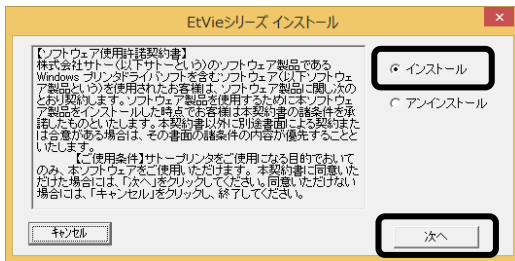 EtVieシリーズ インストール
【ソフトウェア使用許諾契約書】
株式会社サトー（以下サトーという）のソフトウェア製品である
Windows プリンタドライバソフトを含むソフトウェア（以下ソフトウェ
ア製品という）を使用されたお客様は、ソフトウェア製品に関し次の
とおり契約します。ソフトウェア製品を使用するために本ソフトウェ
ア製品をインストールした時点でお客様は本契約書の諸条件を承
諾したものといたします。本契約書以外に別途書面による契約また
は合意がある場合は、その書面の諸条件の内容が優先することと
いたします。
【ご使用条件】サトープリンタをご使用になる目的でおいて
のみ、本ソフトウェアをご使用いただけます。 本契約書に同意いた
だけた場合には、「次へ」をクリックしてください。同意いただけない
場合には、「キャンセル」をクリックし、終了してください。
インストール
アンインストール
キャンセル
次へ